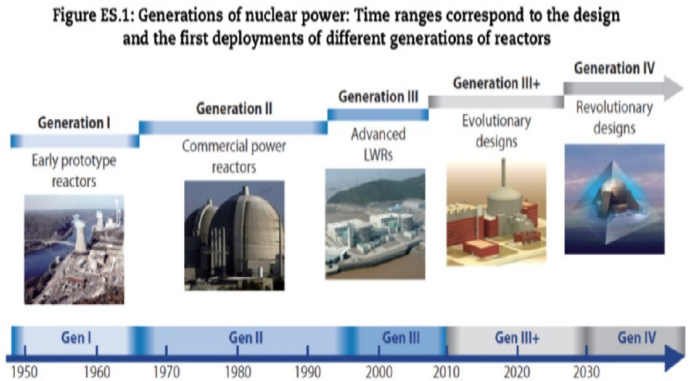 Figure ES.1: Generations of nuclear power: Time ranges correspond to the design
and the first deployments of different generations of reactors
Generation I
Early prototype
reactors
Generation II
Commercial power
reactors
Generation III
Advanced
LWRs
Generation III+
Evolutionary
designs
Generation IV
Revolutionary
designs
Gen I Gen II Gen III Gen III+ Gen IV
1950 1960 1970 1980 1990 2000 2010 2020 2030